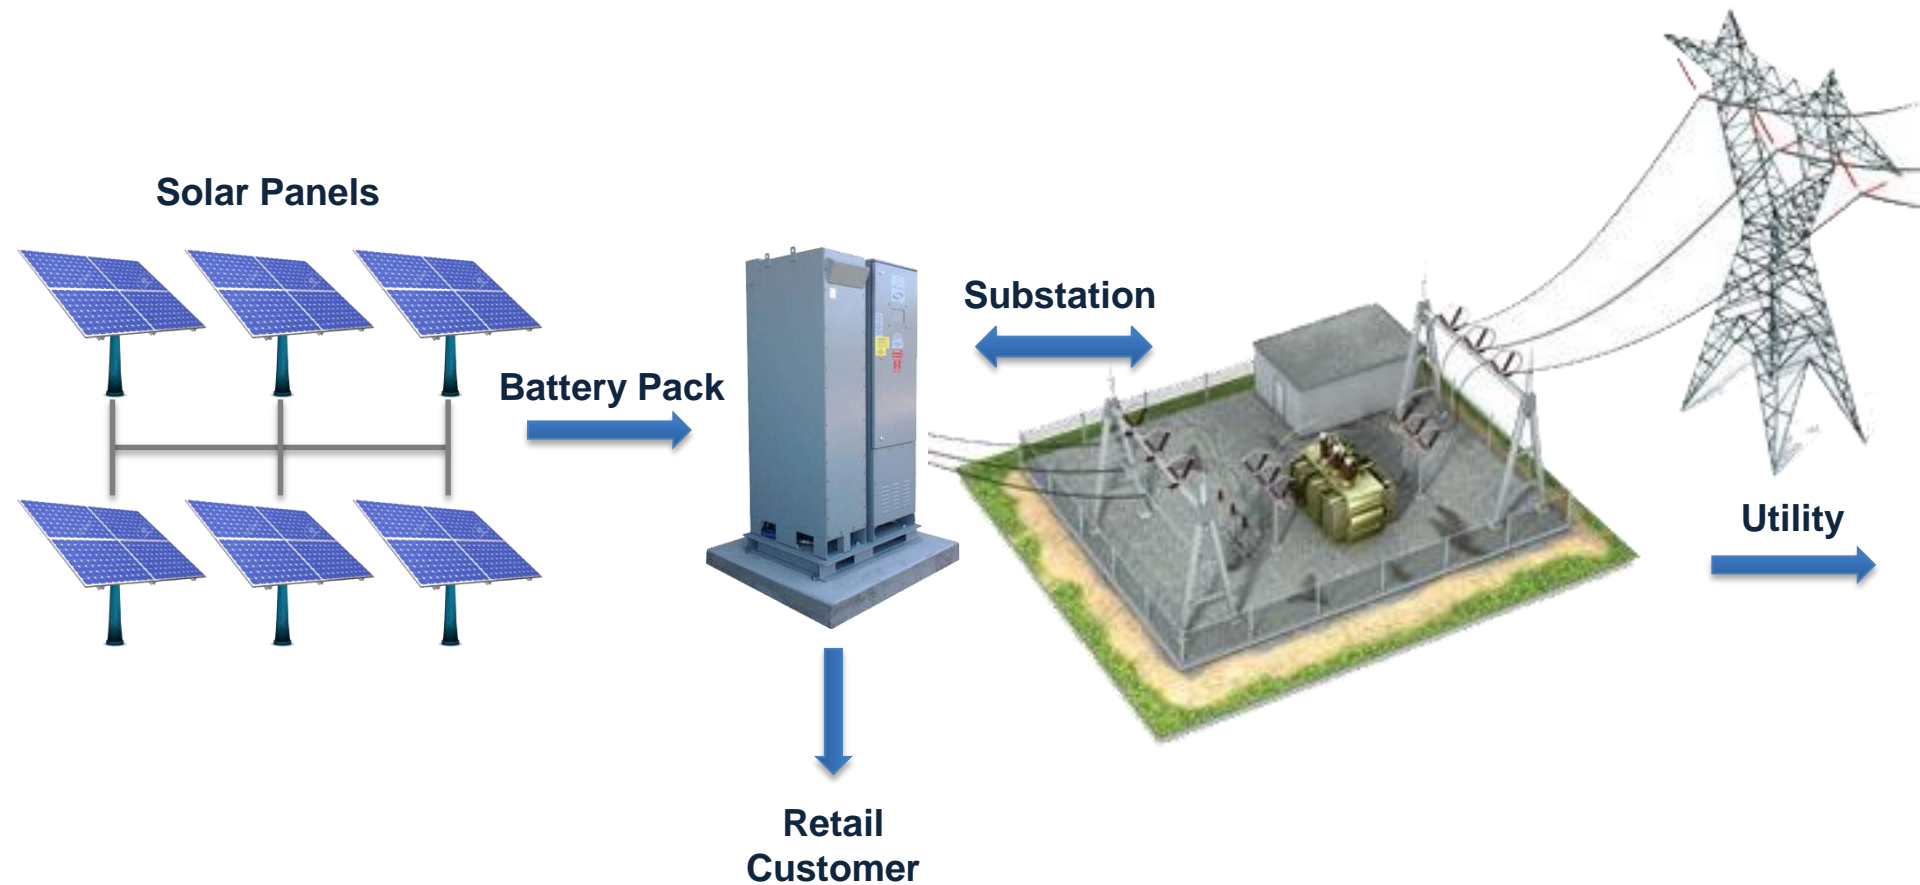 Solar Panels
Battery Pack
Substation
Utility
Retail
Customer